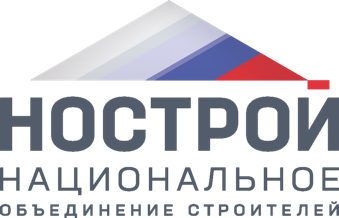 НОСТРОЙ
НАЦИОНАЛЬНОЕ
ОБЪЕДИНЕНИЕ СТРОИТЕЛЕЙ